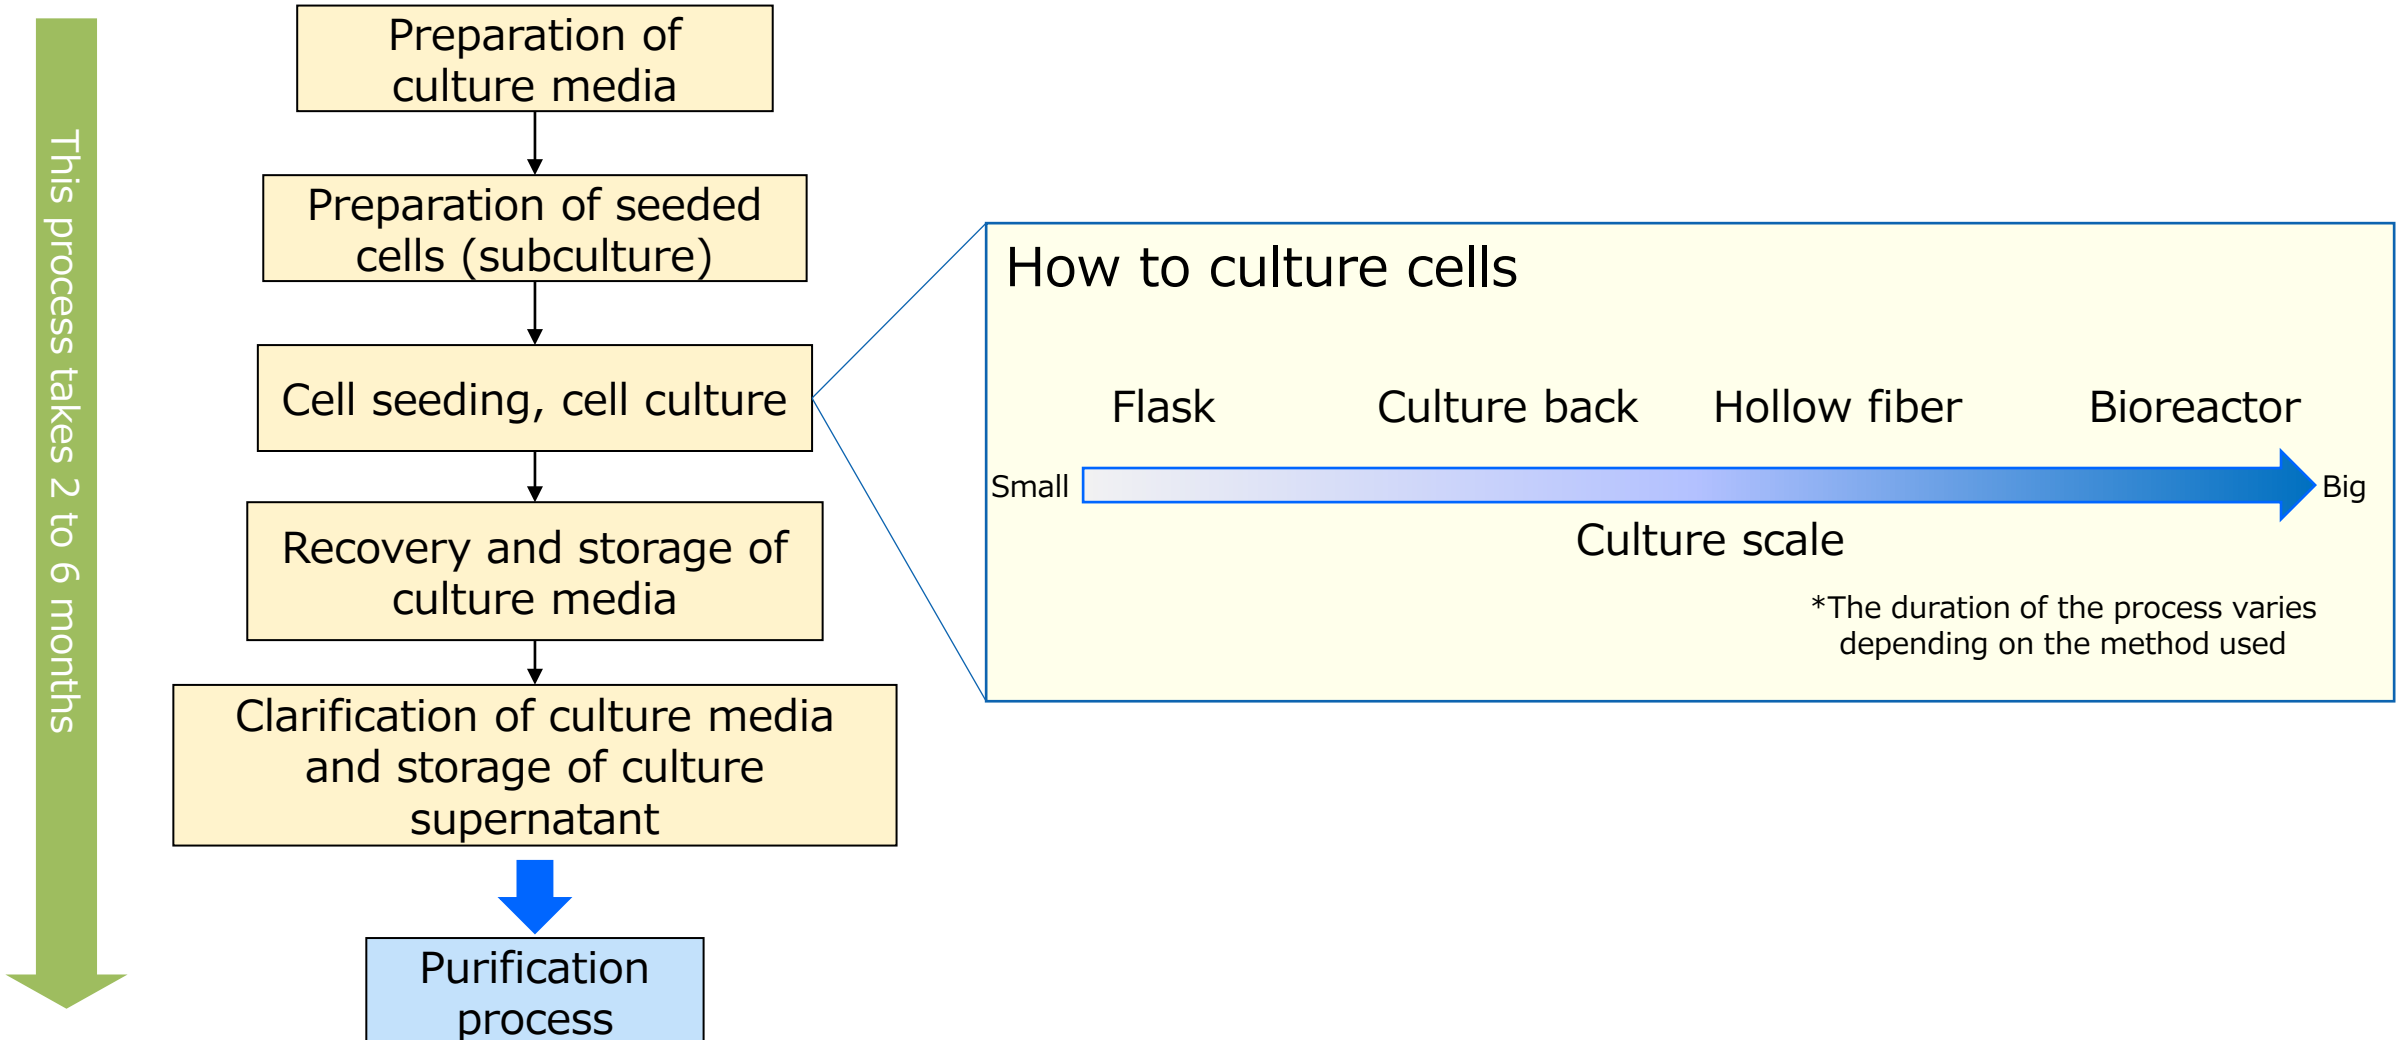 This process takes 2 to 6 months
Preparation of
culture media
Preparation of seeded
cells (subculture)
Cell seeding, cell culture
Recovery and storage of
culture media
Clarification of culture media
and storage of culture
supernatant
Purification
process
How to culture cells
Flask
Culture back
Hollow fiber
Bioreactor
Small
Big
Culture scale
*The duration of the process varies
depending on the method used